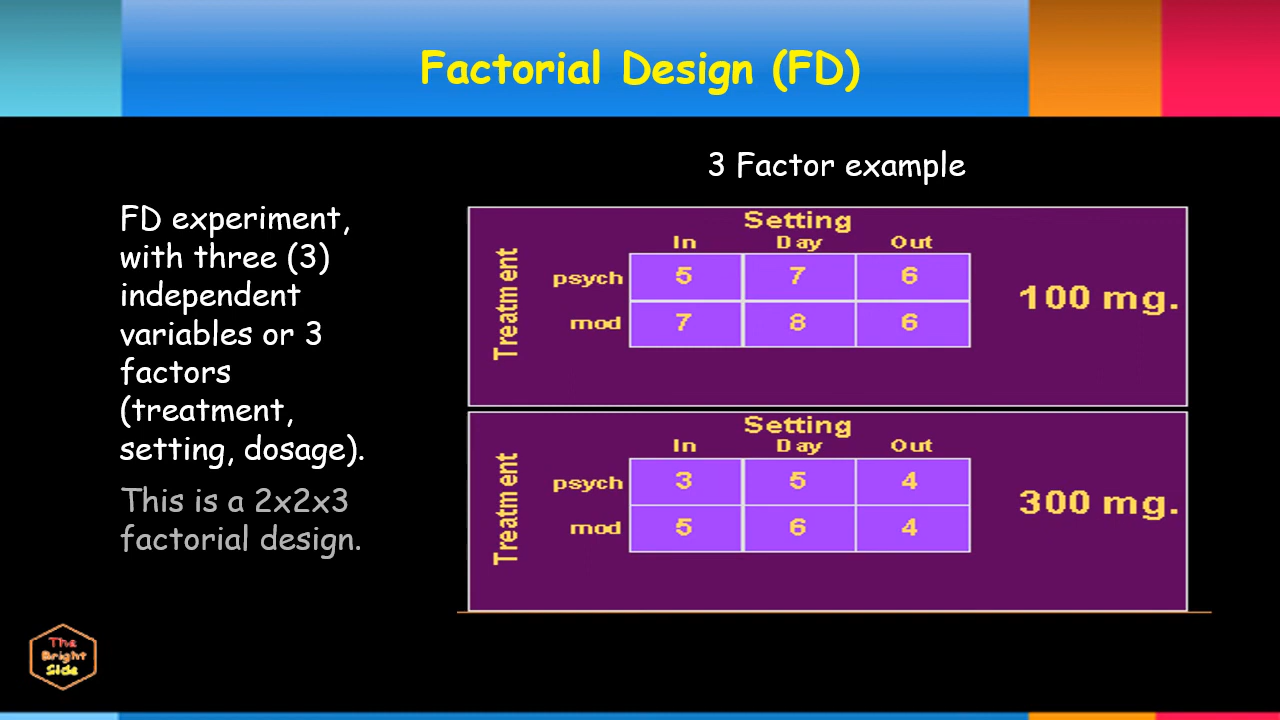 Factorial Design (FD)
3 Factor example
FD experiment,
with three (3)
independent
variables or 3
factors
(treatment,
setting, dosage).
This is a 2x2x3
factorial design.
Setting
In Day Out
Treatment
psych 5 7 6
mod 7 8 6
100 mg.
Setting
In Day Out
Treatment
psych 3 5 4
mod 5 6 4
300 mg.
The
Bright
Side